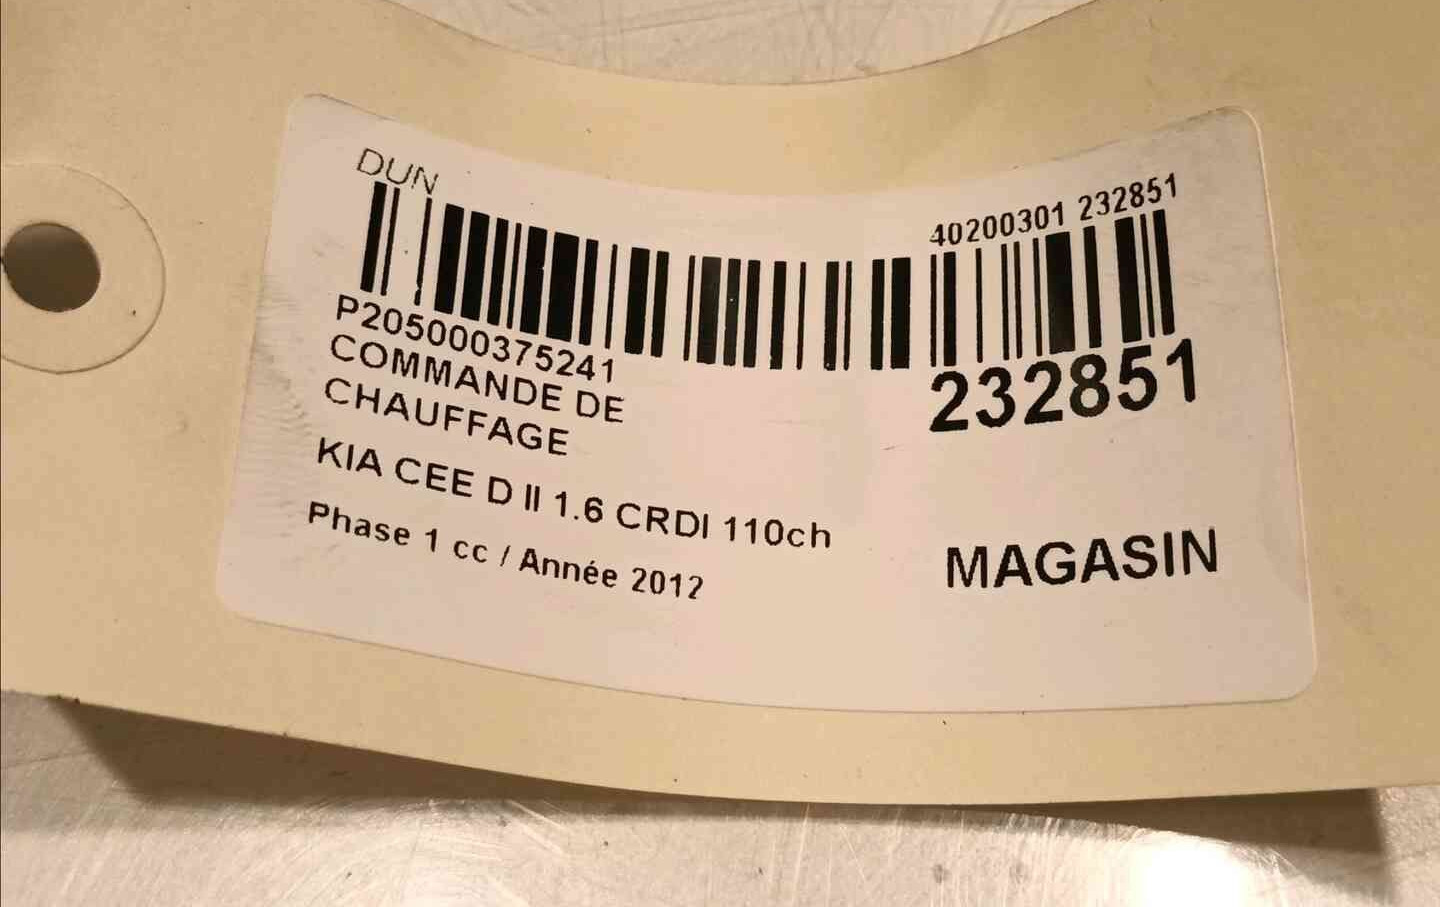 DUN
40200301 232851
P205000375241
COMMANDE DE
CHAUFFAGE
232851
KIA CEE D II 1.6 CRDI 110ch
Phase 1 cc / Année 2012
MAGASIN